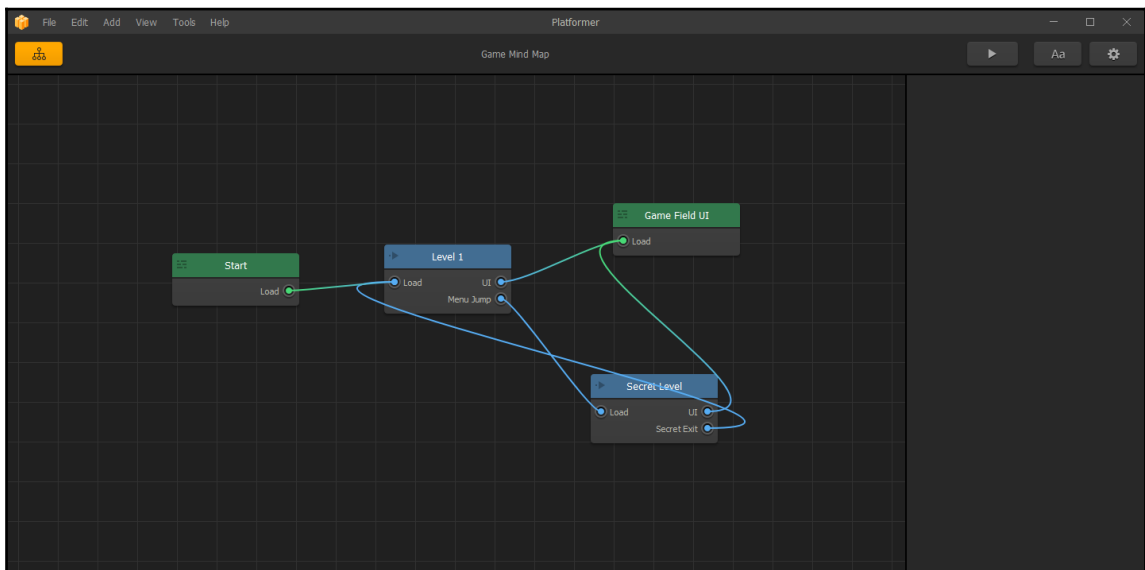 File Edit Add View Tools Help Platformer
Game Mind Map Aa
Game Field UI
Load
Start
Load
Level 1
Load UI
Menu Jump
Secret Level
Load UI
Secret Exit